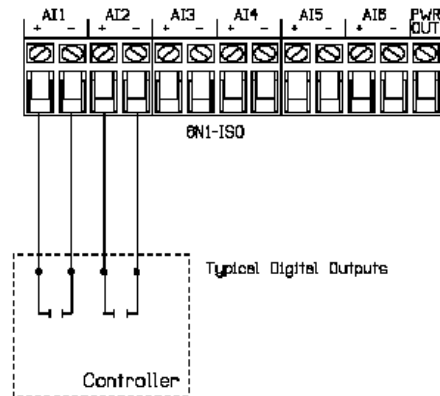 AI1 AI2 AI3 AI4 AI5 AI6 PWR
+ - + - + - + - + - + - OUT
6N1-ISO
Typical Digital Outputs
Controller